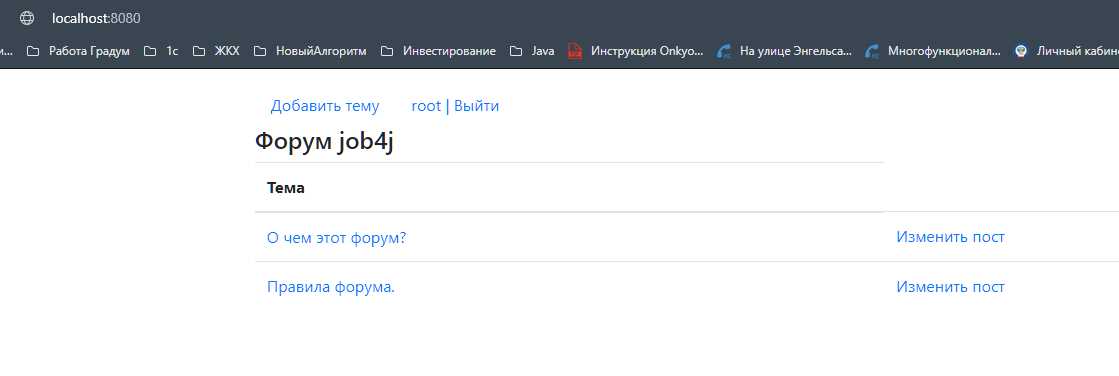 localhost:8080
и... Работа Градум 1с ЖКХ НовыйАлгоритм Инвестирование Java Инструкция Onkyo... На улице Энгельса... Многофункционал... Личный кабине
Добавить тему root | Выйти
Форум job4j
Тема
О чем этот форум? Изменить пост
Правила форума. Изменить пост